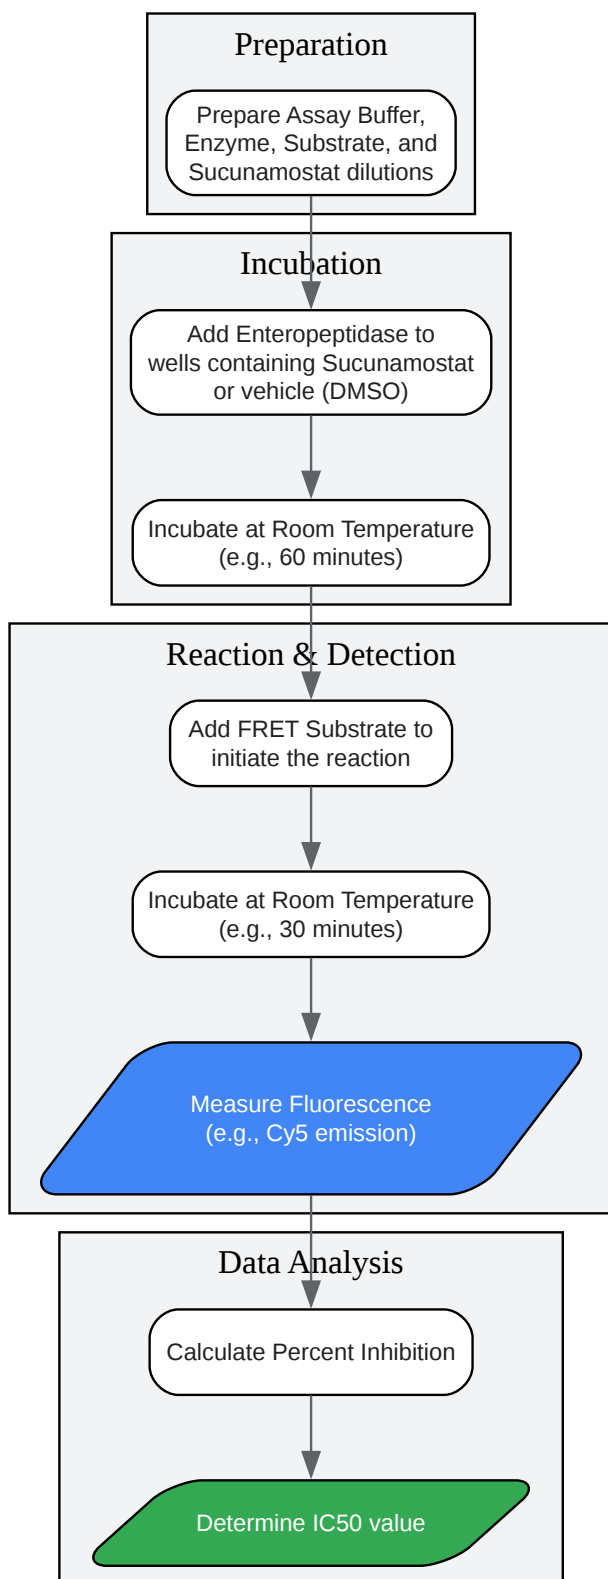 Preparation
Prepare Assay Buffer,
Enzyme, Substrate, and
Sucunamostat dilutions
Incubation
Add Enteropeptidase to
wells containing Sucunamostat
or vehicle (DMSO)
Incubate at Room Temperature
(e.g., 60 minutes)
Reaction & Detection
Add FRET Substrate to
initiate the reaction
Incubate at Room Temperature
(e.g., 30 minutes)
Measure Fluorescence
(e.g., Cy5 emission)
Data Analysis
Calculate Percent Inhibition
Determine IC50 value